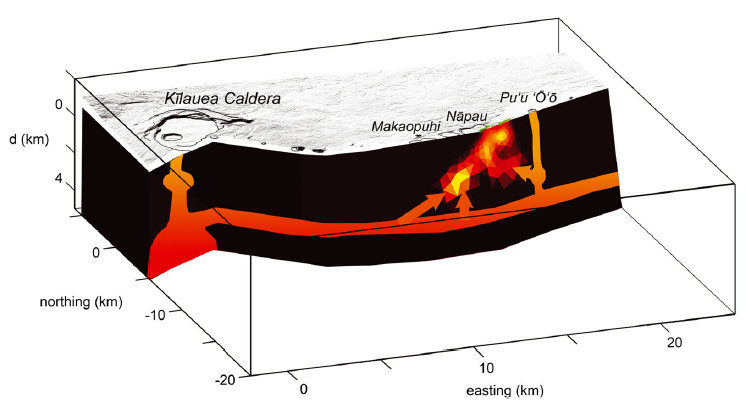 Kīlauea Caldera
Pu‘u ‘Ō‘ō
Nāpau
Makaopuhi
0
d (km)
4
0
northing (km)
-10
-20
0
10
20
easting (km)